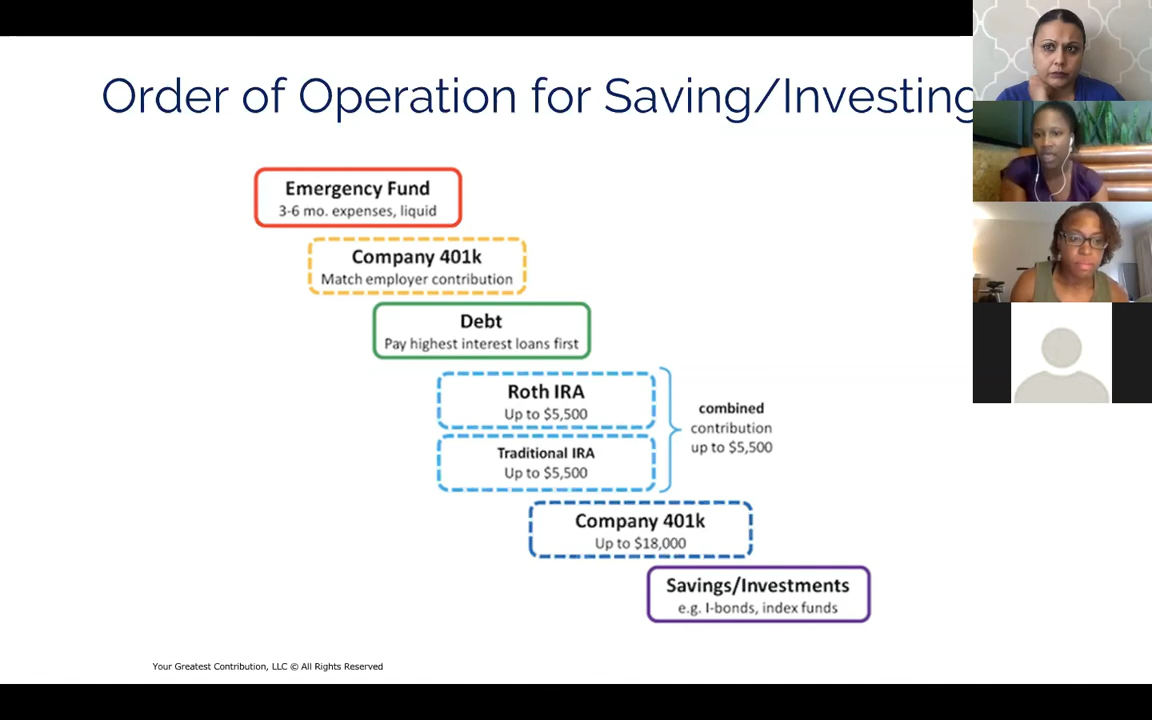 Order of Operation for Saving/Investing
Emergency Fund
3-6 mo. expenses, liquid
Company 401k
Match employer contribution
Debt
Pay highest interest loans first
Roth IRA
Up to $5,500
Traditional IRA
Up to $5,500
combined
contribution
up to $5,500
Company 401k
Up to $18,000
Savings/Investments
e.g. I-bonds, index funds
Your Greatest Contribution, LLC © All Rights Reserved